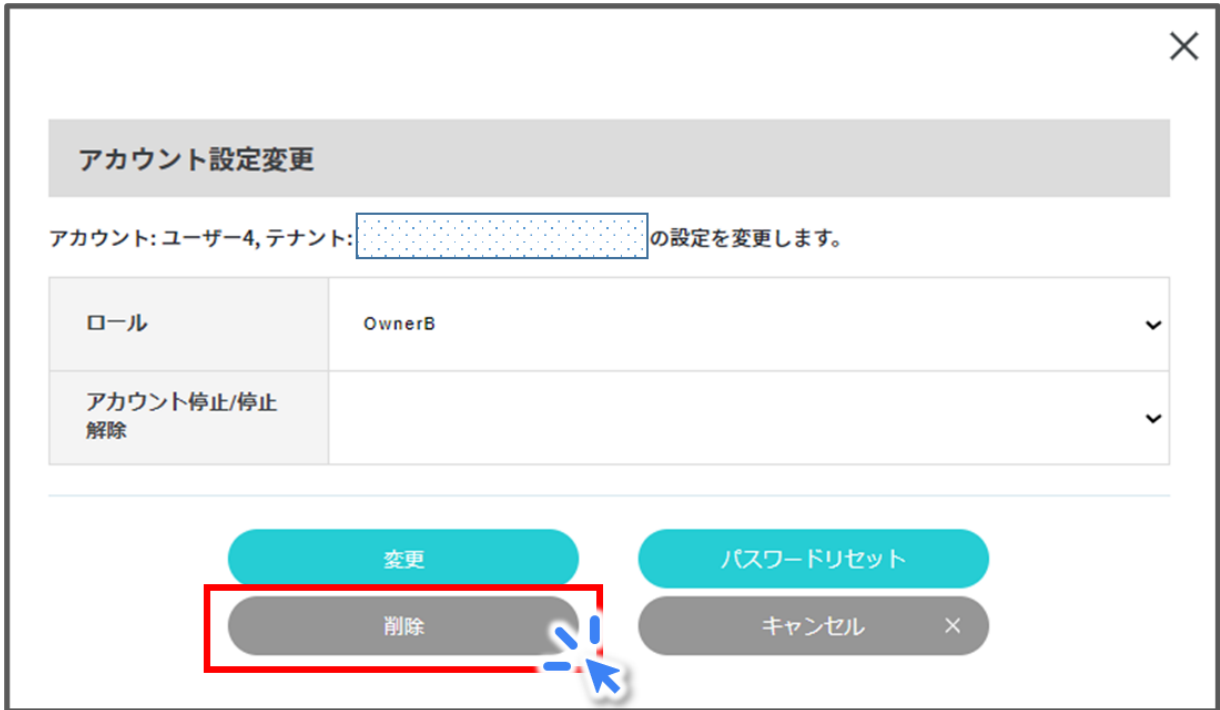 アカウント設定変更
アカウント: ユーザー4, テナント: の設定を変更します。
ロール
OwnerB
アカウント停止/停止
解除
変更
パスワードリセット
削除
キャンセル ×